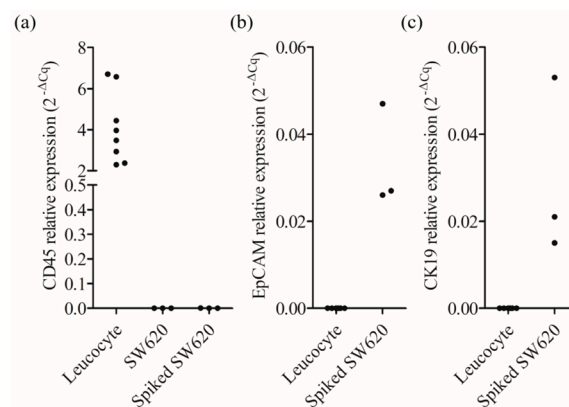 (a)
CD45 relative expression (2^-ΔCq)
8
6
4
2
0.5
0.4
0.3
0.2
0.1
0.0
Leucocyte
SW620
Spiked SW620
(b)
EpCAM relative expression (2^-ΔCq)
0.06
0.04
0.02
0.00
Leucocyte
Spiked SW620
(c)
CK19 relative expression (2^-ΔCq)
0.06
0.04
0.02
0.00
Leucocyte
Spiked SW620